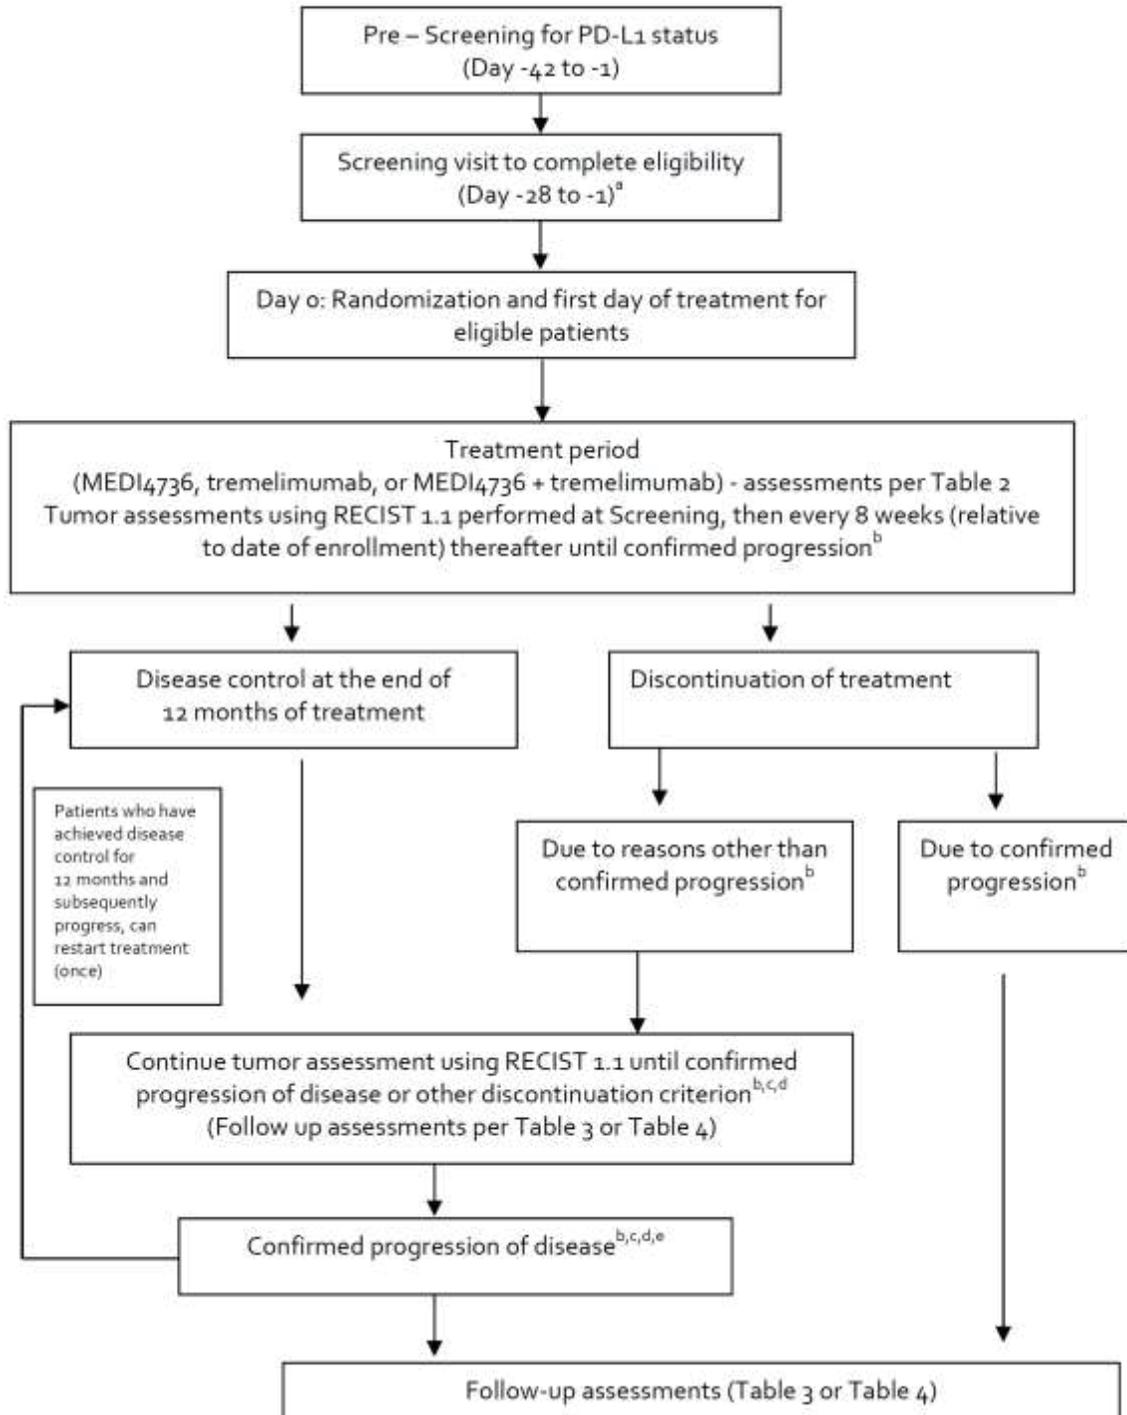 Pre – Screening for PD-L1 status
(Day -42 to -1)
Screening visit to complete eligibility
(Day -28 to -1)a
Day 0: Randomization and first day of treatment for
eligible patients
Treatment period
(MEDI4736, tremelimumab, or MEDI4736 + tremelimumab) - assessments per Table 2
Tumor assessments using RECIST 1.1 performed at Screening, then every 8 weeks (relative
to date of enrollment) thereafter until confirmed progressionb
Disease control at the end of
12 months of treatment
Discontinuation of treatment
Patients who have
achieved disease
control for
12 months and
subsequently
progress, can
restart treatment
(once)
Due to reasons other than
confirmed progressionb
Due to confirmed
progressionb
Continue tumor assessment using RECIST 1.1 until confirmed
progression of disease or other discontinuation criterionb,c,d
(Follow up assessments per Table 3 or Table 4)
Confirmed progression of diseaseb,c,d,e
Follow-up assessments (Table 3 or Table 4)